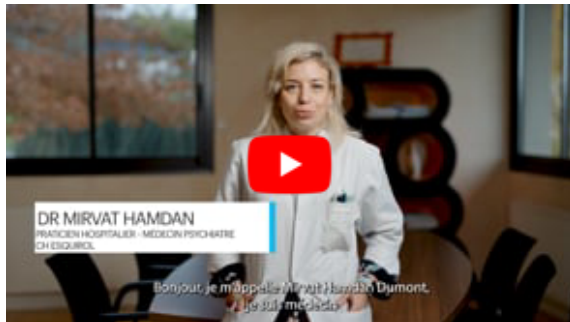 DR MIRVAT HAMDAN
PRATICIEN HOSPITALIER - MÉDECIN PSYCHIATRE
CH ESQUIROL
Bonjour, je m'appelle Mirvat Hamdan Dumont,
je suis médecin